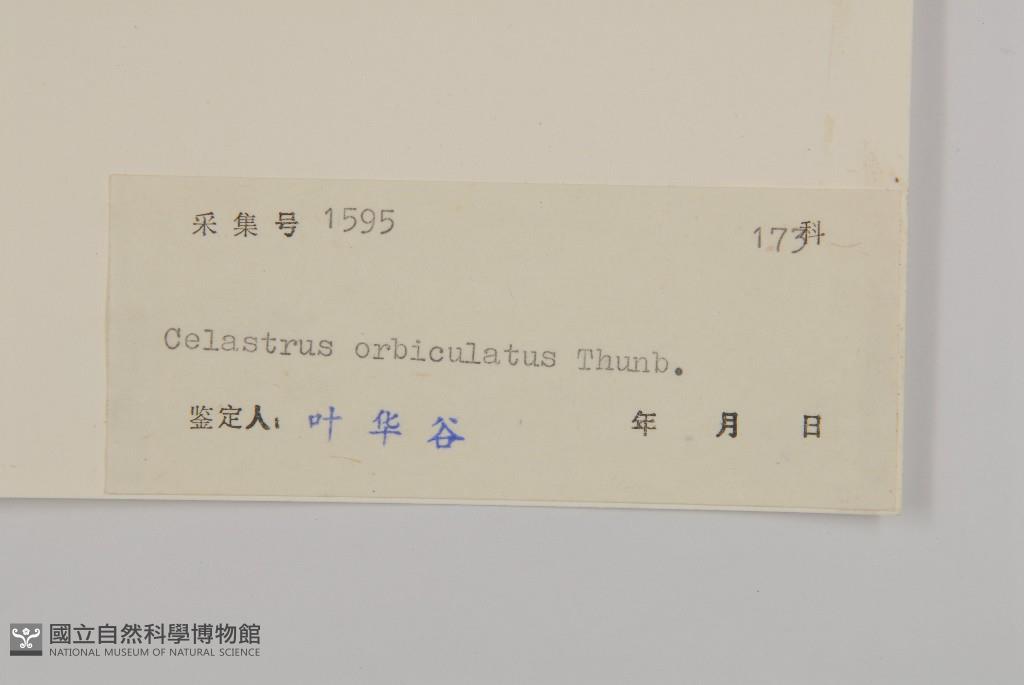 采集号 1595 173科
Celastrus orbiculatus Thunb.
鉴定人: 叶华谷 年 月 日
國立自然科學博物館
NATIONAL MUSEUM OF NATURAL SCIENCE